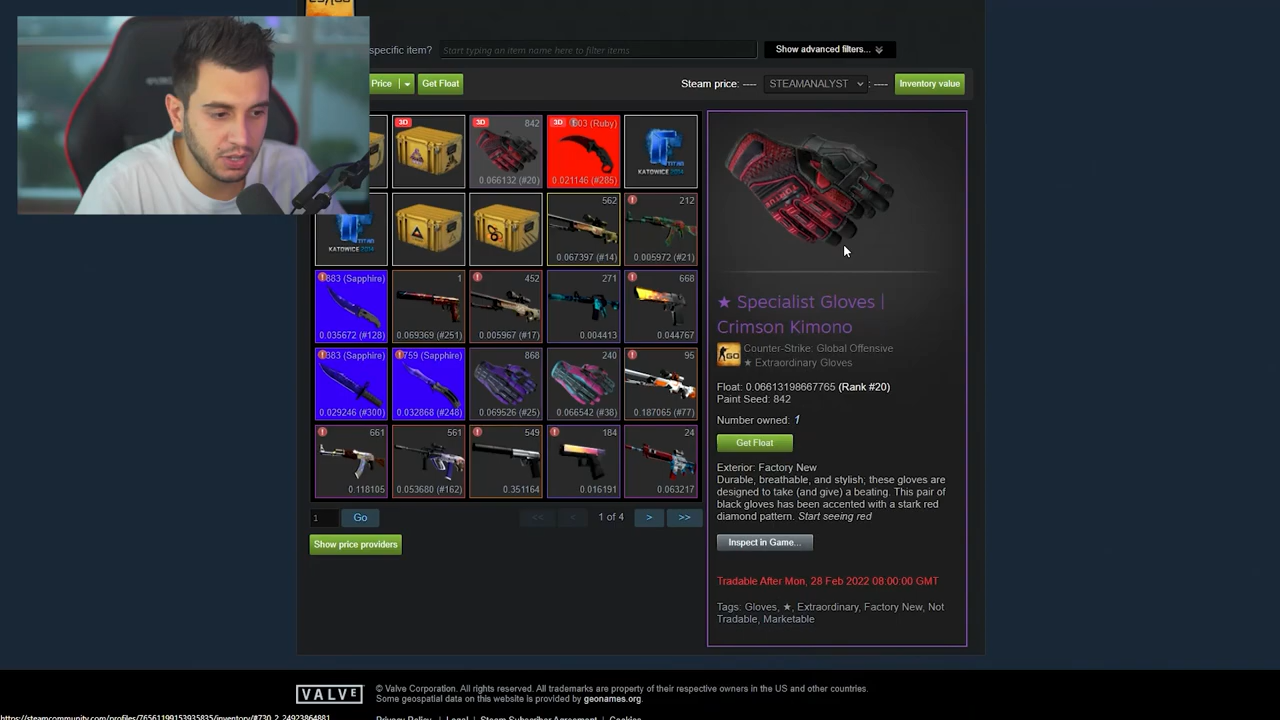 specific item?
Start typing an item name here to filter items
Show advanced filters...
Price
Get Float
Steam price: ----
STEAMANALYST
: ----
Inventory value
3D
3D 842
0.066132 (#20)
3D 603 (Ruby)
0.021146 (#285)
TITAN
KATOWICE 2014
KATOWICE 2014
562
0.067397 (#14)
212
0.005972 (#21)
883 (Sapphire)
0.035672 (#128)
1
0.069369 (#251)
452
0.005967 (#17)
271
0.004413
668
0.044767
883 (Sapphire)
0.029246 (#300)
759 (Sapphire)
0.032868 (#248)
868
0.069526 (#25)
240
0.066542 (#38)
95
0.187065 (#77)
661
0.118105
561
0.053680 (#162)
549
0.351164
184
0.016191
24
0.063217
1
Go
<<
<
1 of 4
>
>>
Show price providers
★ Specialist Gloves |
Crimson Kimono
GO
Counter-Strike: Global Offensive
★ Extraordinary Gloves
Float: 0.06613198667765 (Rank #20)
Paint Seed: 842
Number owned: 1
Get Float
Exterior: Factory New
Durable, breathable, and stylish; these gloves are
designed to take (and give) a beating. This pair of
black gloves has been accented with a stark red
diamond pattern. Start seeing red
Inspect in Game...
Tradable After Mon, 28 Feb 2022 08:00:00 GMT
Tags: Gloves, ★, Extraordinary, Factory New, Not
Tradable, Marketable
VALVE
© Valve Corporation. All rights reserved. All trademarks are property of their respective owners in the US and other countries.
Some geospatial data on this website is provided by geonames.org.
Privacy Policy | Legal | Steam Subscriber Agreement | Cookies